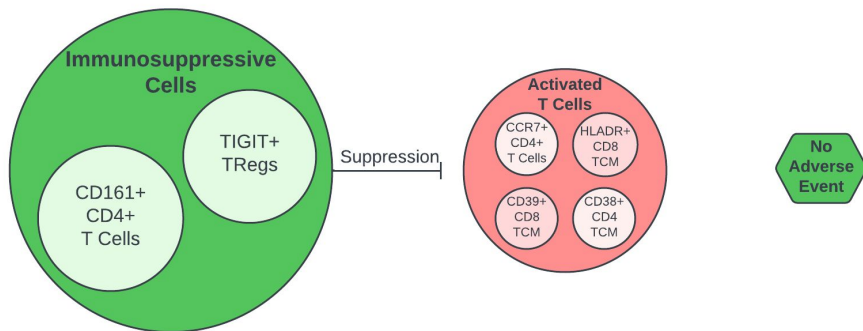 Immunosuppressive
Cells
TIGIT+
TRegs
CD161+
CD4+
T Cells
Suppression
Activated
T Cells
CCR7+
CD4+
T Cells
HLADR+
CD8
TCM
CD39+
CD8
TCM
CD38+
CD4
TCM
No
Adverse
Event